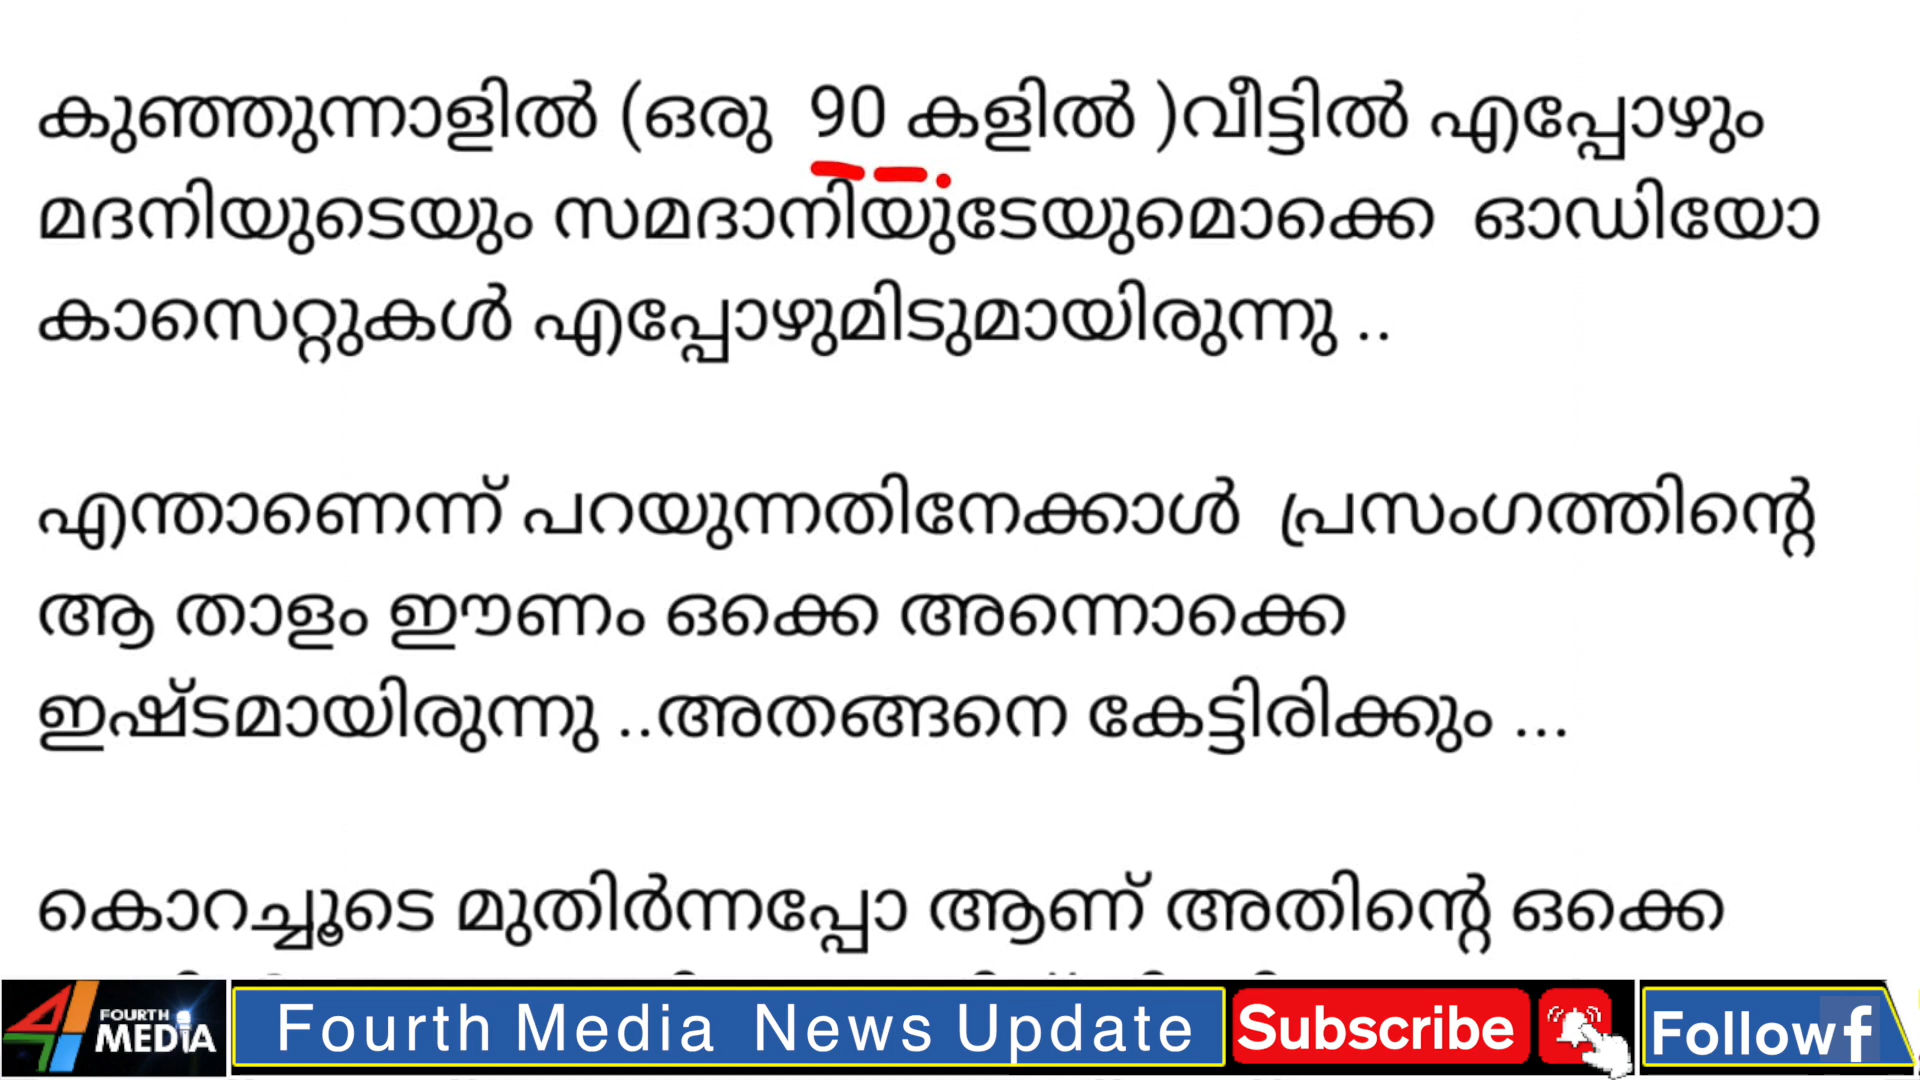 കുഞ്ഞുന്നാളിൽ (ഒരു  90 കളിൽ )വീട്ടിൽ എപ്പോഴും
മദനിയുടെയും സമദാനിയുടേയുമൊക്കെ  ഓഡിയോ
കാസെറ്റുകൾ എപ്പോഴുമിടുമായിരുന്നു ..
എന്താണെന്ന് പറയുന്നതിനേക്കാൾ  പ്രസംഗത്തിന്റെ
ആ താളം ഈണം ഒക്കെ അന്നൊക്കെ
ഇഷ്ടമായിരുന്നു ..അതങ്ങനെ കേട്ടിരിക്കും ...
കൊറച്ചൂടെ മുതിർന്നപ്പോ ആണ് അതിന്റെ ഒക്കെ
4 FOURTH MEDIA
Fourth Media News Update
Subscribe
Follow f